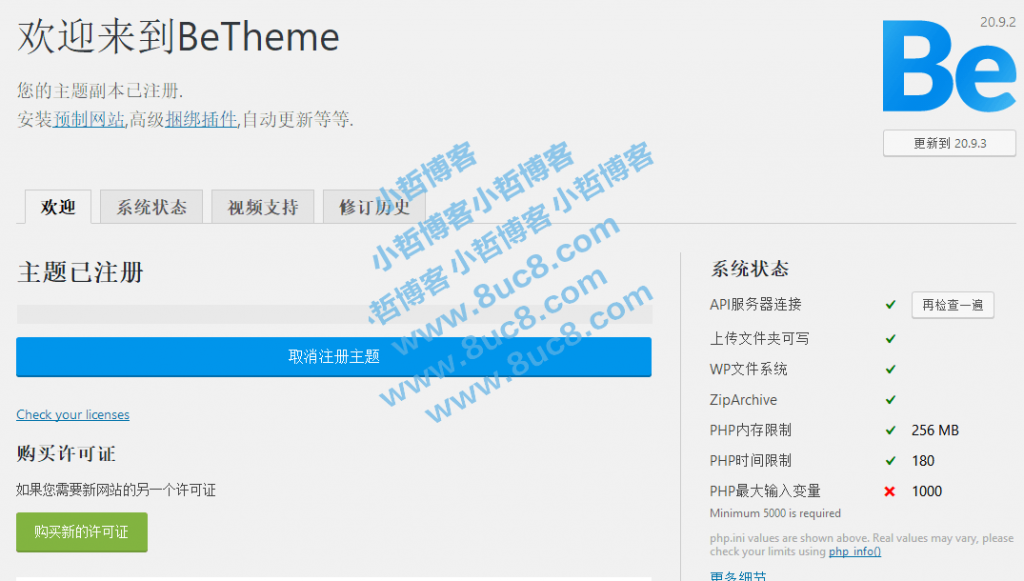 欢迎来到BeTheme
20.9.2
Be
您的主题副本已注册.
安装预制网站,高级捆绑插件,自动更新等等.
更新到 20.9.3
欢迎 系统状态 视频支持 修订历史
小哲博客
小哲博客小哲博客
哲博客 小哲博客小哲博客
www.8uc8.com
www.8uc8.com
www.8uc8.com
主题已注册
取消注册主题
Check your licenses
购买许可证
如果您需要新网站的另一个许可证
购买新的许可证
系统状态
API服务器连接 ✔ 再检查一遍
上传文件夹可写 ✔
WP文件系统 ✔
ZipArchive ✔
PHP内存限制 ✔ 256 MB
PHP时间限制 ✔ 180
PHP最大输入变量 ✖ 1000
Minimum 5000 is required
php.ini values are shown above. Real values may vary, please
check your limits using php_info()
更多细节